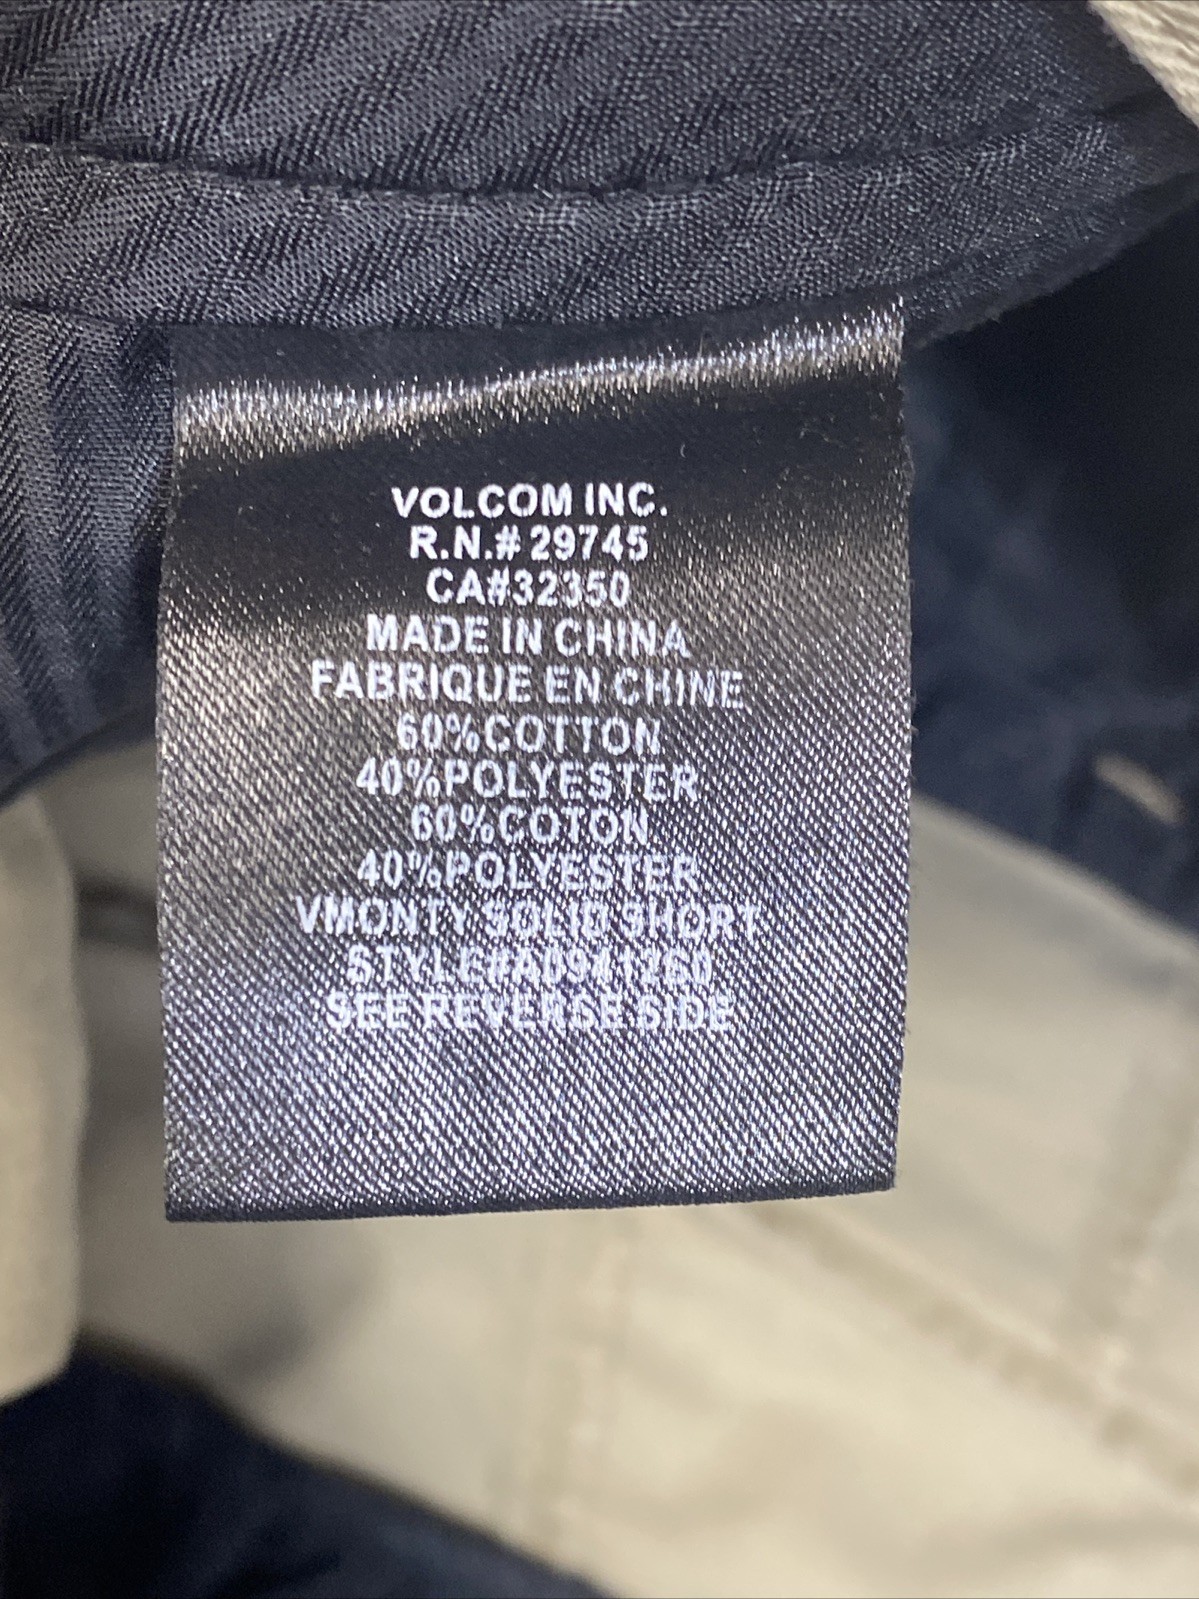 VOLCOM INC.
R.N.# 29745
CA#32350
MADE IN CHINA
FABRIQUE EN CHINE
60%COTTON
40%POLYESTER
60%COTON
40%POLYESTER
VMONTY SOLID SHORT
STYLE#A0941260
SEE REVERSE SIDE